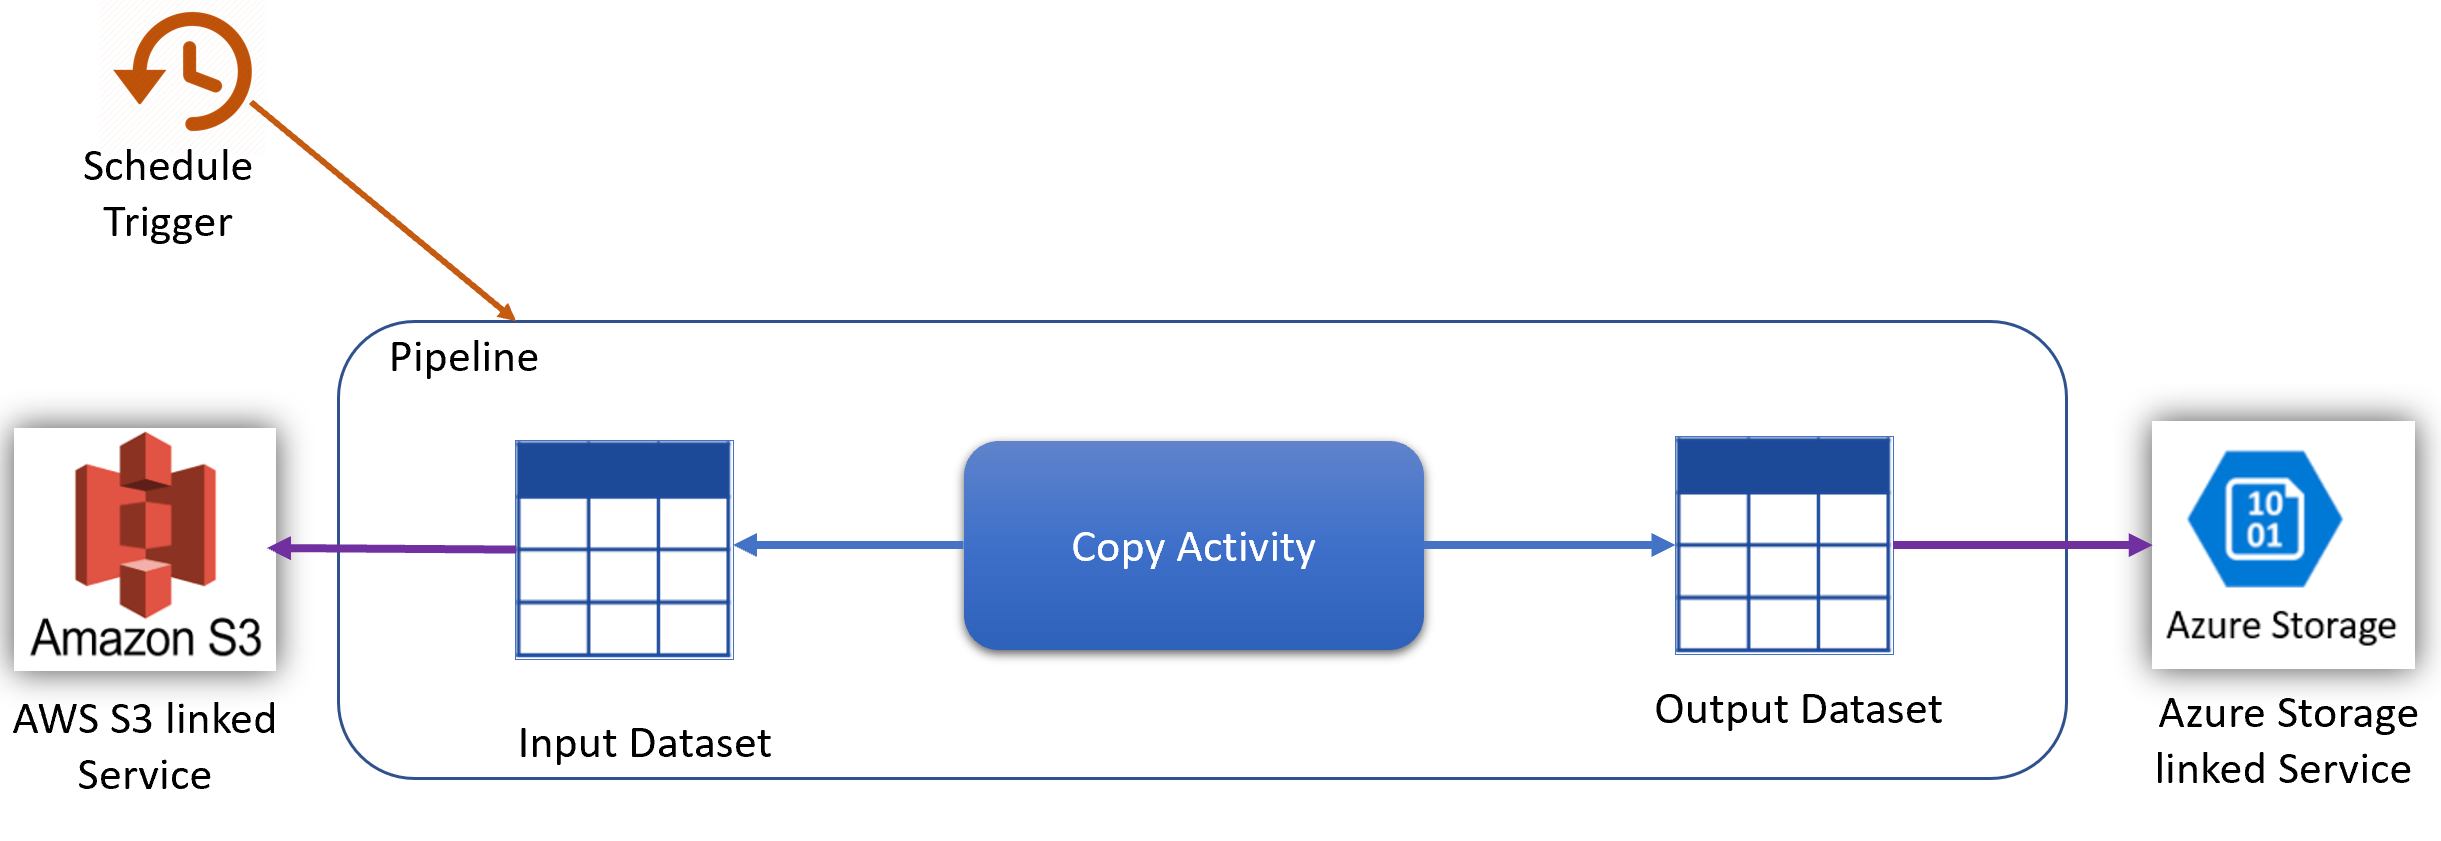 Schedule
Trigger
Pipeline
Amazon S3
AWS S3 linked
Service
Input Dataset
Copy Activity
Output Dataset
10
01
Azure Storage
Azure Storage
linked Service